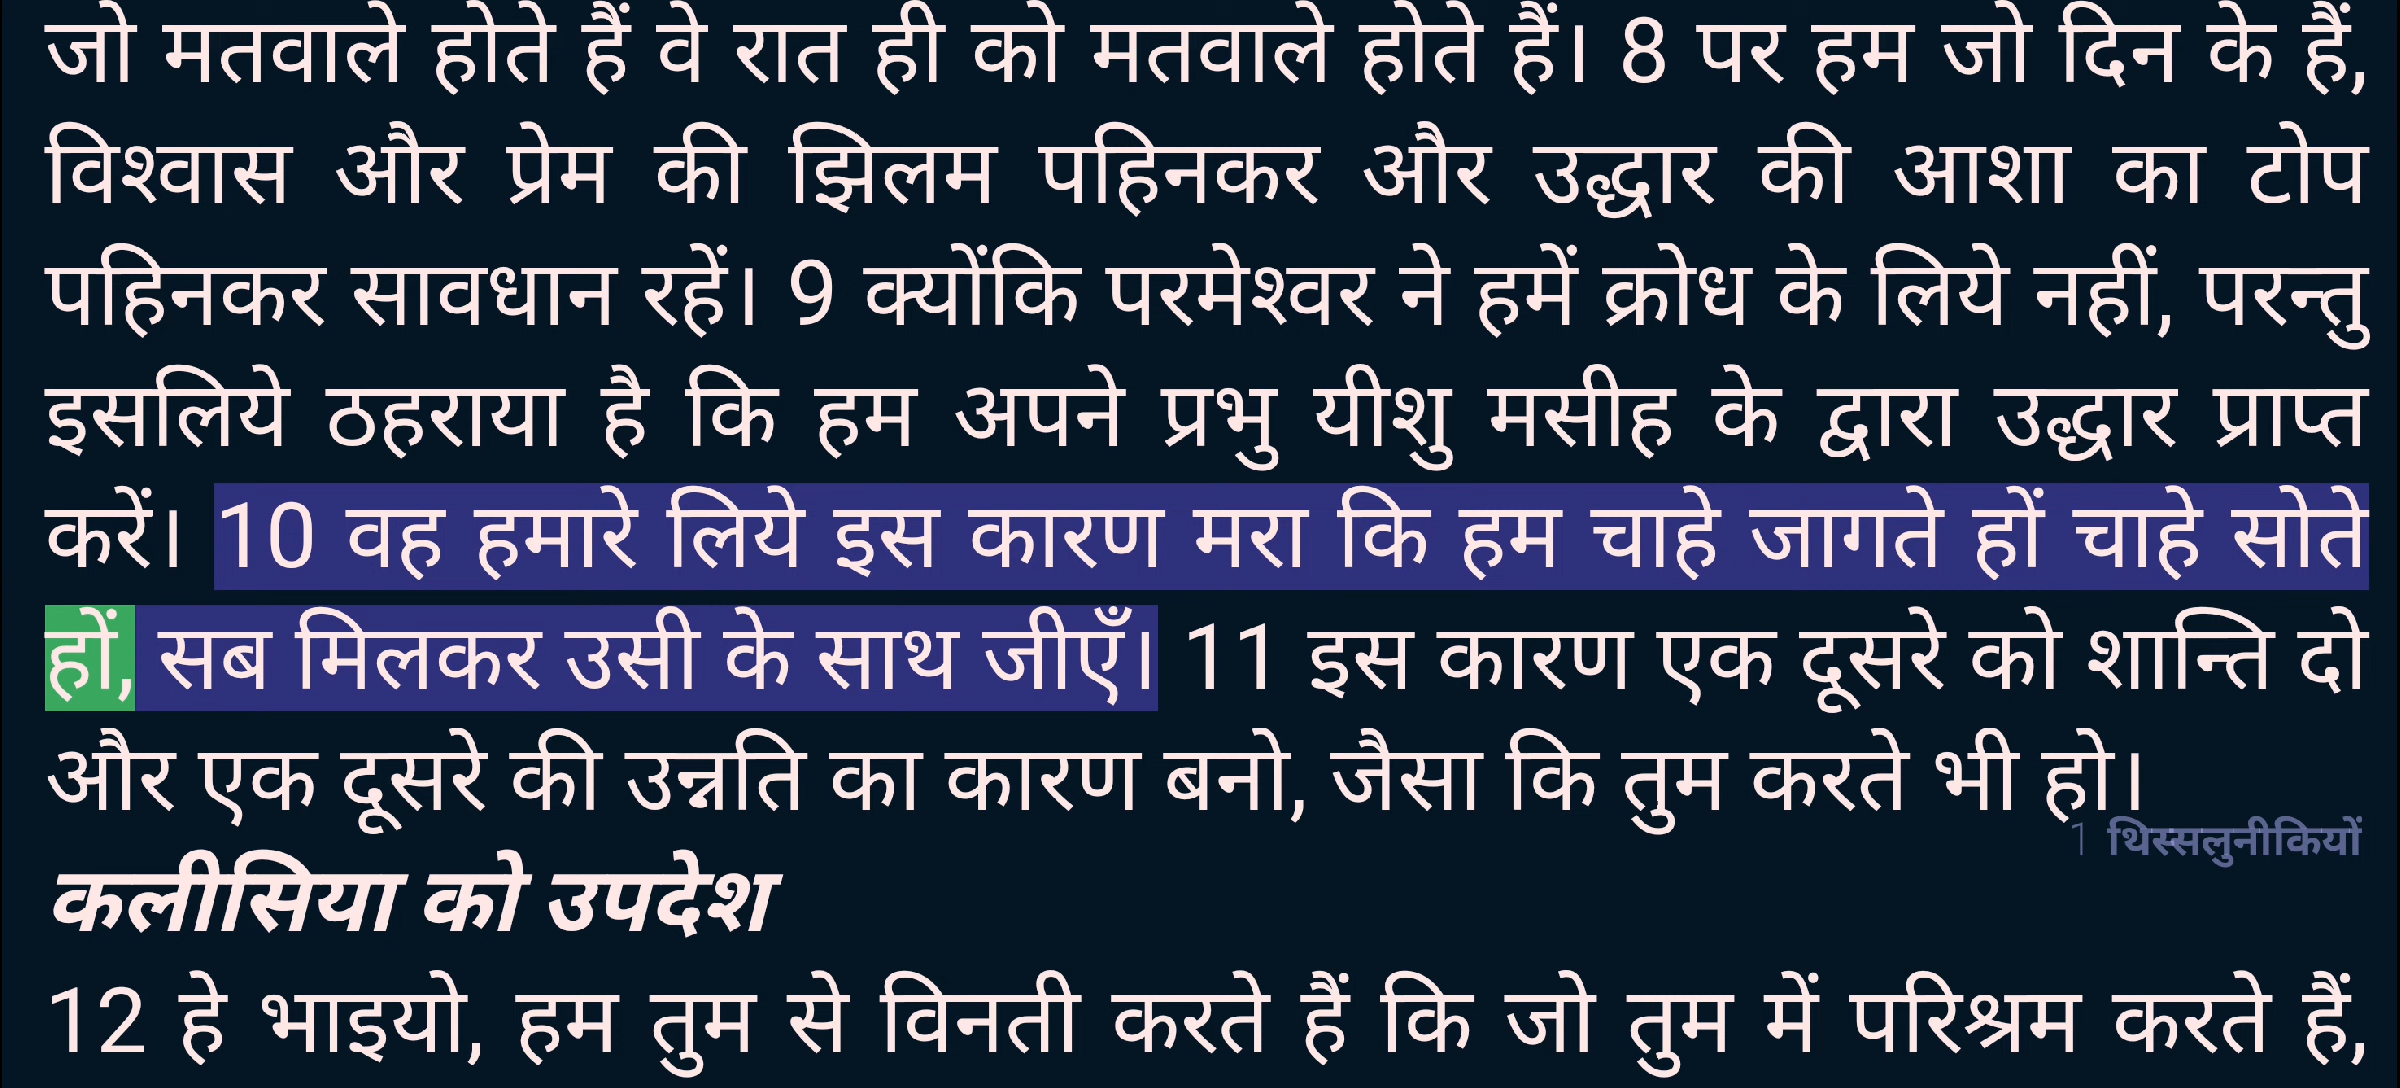 जो मतवाले होते हैं वे रात ही को मतवाले होते हैं। 8 पर हम जो दिन के हैं,
विश्वास और प्रेम की झिलम पहिनकर और उद्धार की आशा का टोप
पहिनकर सावधान रहें। 9 क्योंकि परमेश्वर ने हमें क्रोध के लिये नहीं, परन्तु
इसलिये ठहराया है कि हम अपने प्रभु यीशु मसीह के द्वारा उद्धार प्राप्त
करें। 10 वह हमारे लिये इस कारण मरा कि हम चाहे जागते हों चाहे सोते
हों, सब मिलकर उसी के साथ जीएँ। 11 इस कारण एक दूसरे को शान्ति दो
और एक दूसरे की उन्नति का कारण बनो, जैसा कि तुम करते भी हो।
1 थिस्सलुनीकियों
कलीसिया को उपदेश
12 हे भाइयो, हम तुम से विनती करते हैं कि जो तुम में परिश्रम करते हैं,